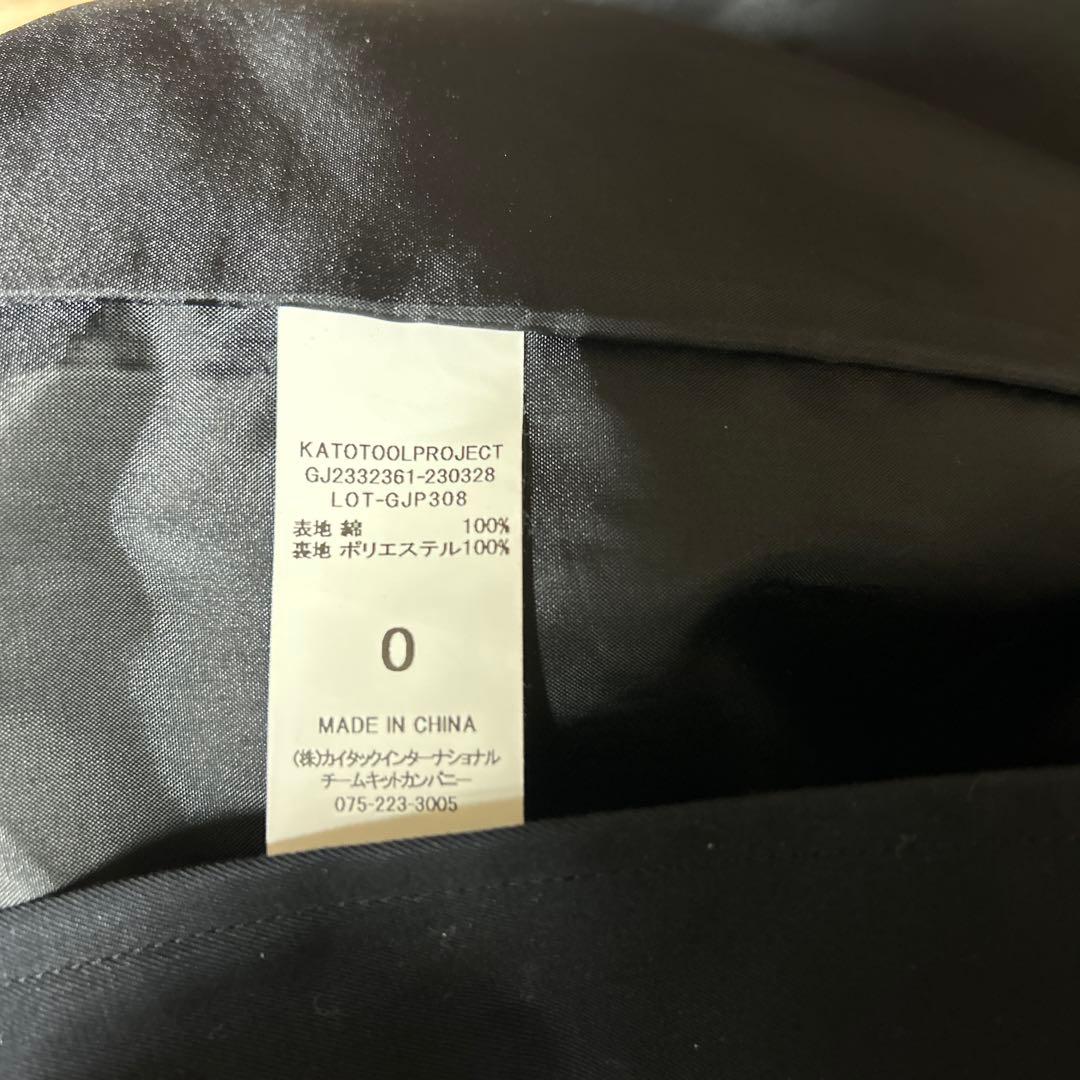 KATOTOOLPROJECT
GJ2332361-230328
LOT-GJP308
表地 綿 100%
裏地 ポリエステル100%
0
MADE IN CHINA
(株)カイタックインターナショナル
チームキットカンパニー
075-223-3005